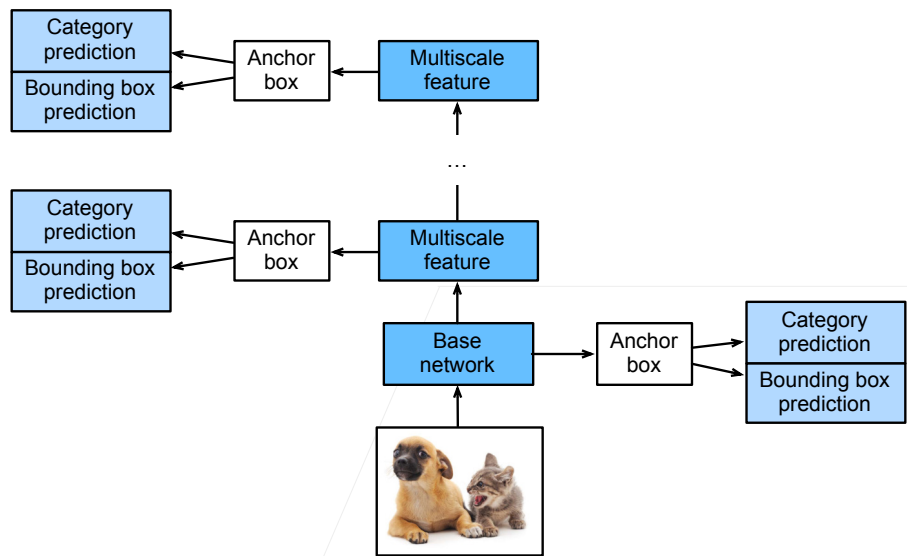 Category
prediction
Bounding box
prediction
Anchor
box
Multiscale
feature
...
Category
prediction
Bounding box
prediction
Anchor
box
Multiscale
feature
Base
network
Anchor
box
Category
prediction
Bounding box
prediction